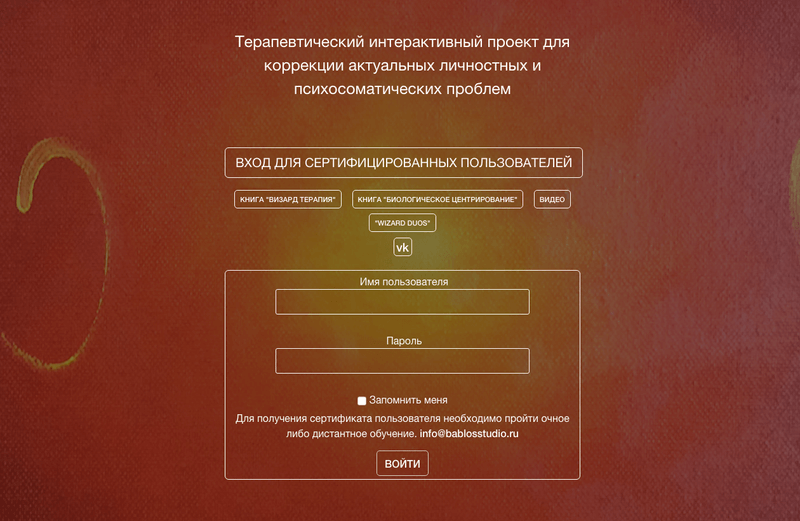 Терапевтический интерактивный проект для
коррекции актуальных личностных и
психосоматических проблем
ВХОД ДЛЯ СЕРТИФИЦИРОВАННЫХ ПОЛЬЗОВАТЕЛЕЙ
КНИГА "ВИЗАРД ТЕРАПИЯ" КНИГА "БИОЛОГИЧЕСКОЕ ЦЕНТРИРОВАНИЕ" ВИДЕО
"WIZARD DUOS"
vk
Имя пользователя
Пароль
Запомнить меня
Для получения сертификата пользователя необходимо пройти очное
либо дистантное обучение. info@bablosstudio.ru
ВОЙТИ